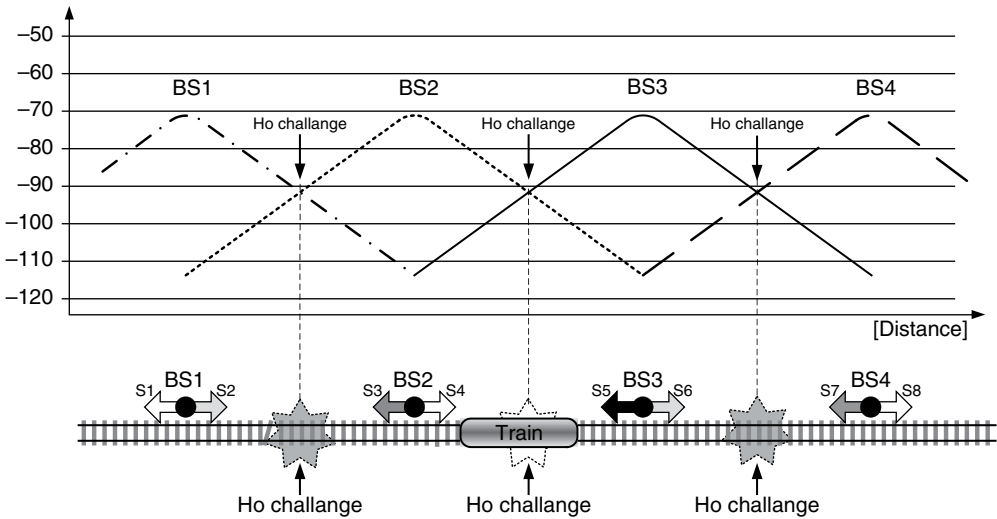 –50
–60
BS1 BS2 BS3 BS4
–70
Ho challange Ho challange Ho challange
–80
–90
–100
–110
–120
[Distance]
S1 BS1 S2 S3 BS2 S4 S5 BS3 S6 S7 BS4 S8
Train
Ho challange Ho challange Ho challange